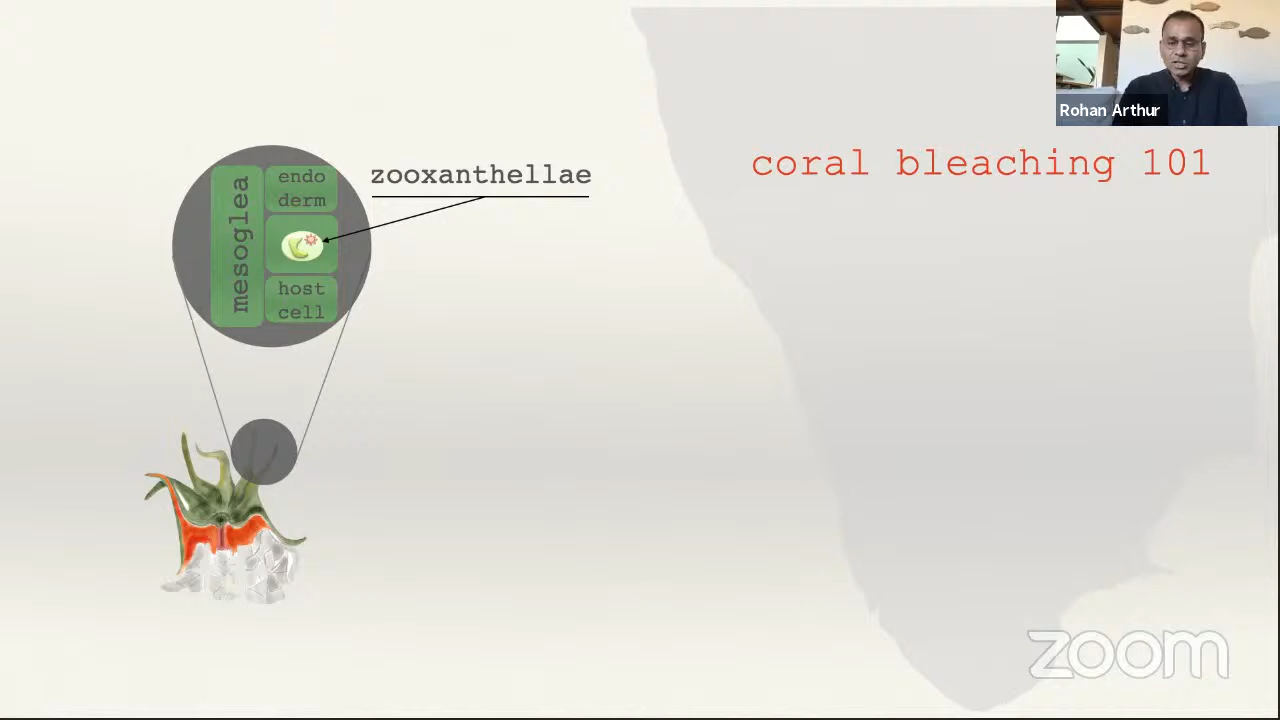 Rohan Arthur
coral bleaching 101
zooxanthellae
mesoglea
endo
derm
host
cell
zoom